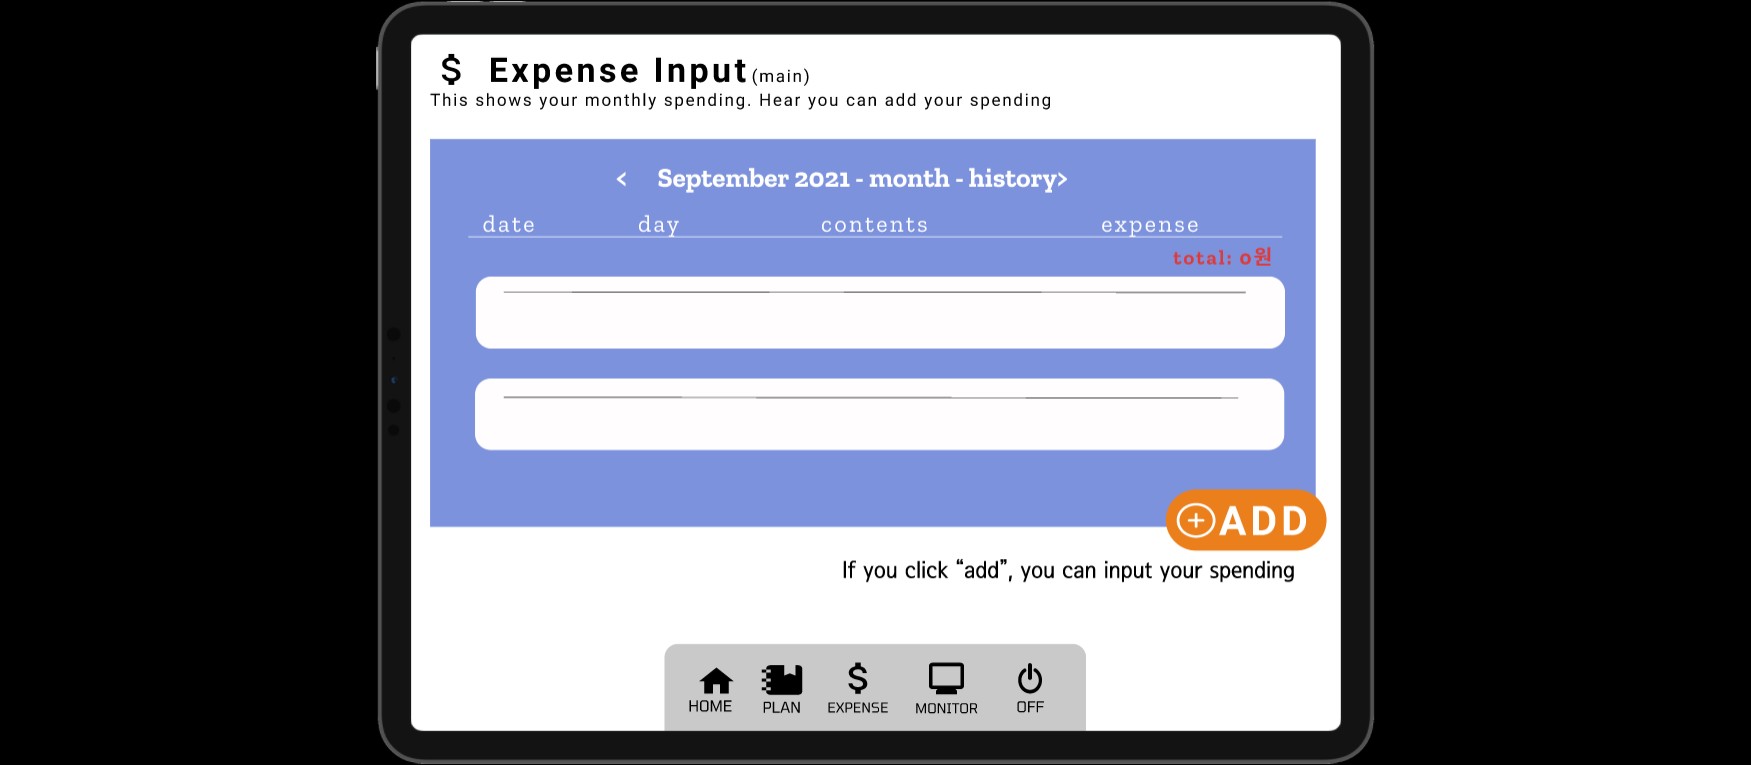 $ Expense Input (main)
This shows your monthly spending. Hear you can add your spending
< September 2021 - month - history>
date day contents expense
total: 0원
+ ADD
If you click “add”, you can input your spending
HOME PLAN EXPENSE MONITOR OFF